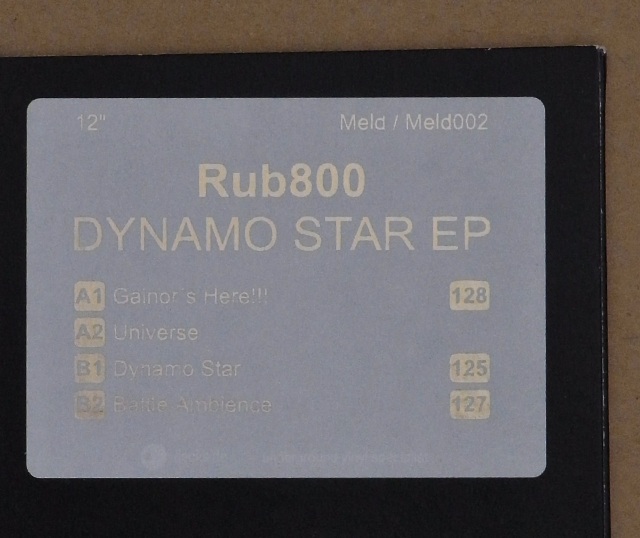 12" Meld / Meld002
Rub800
DYNAMO STAR EP
A1 Gainor's Here!!! 128
A2 Universe
B1 Dynamo Star 125
B2 Battle Ambience 127